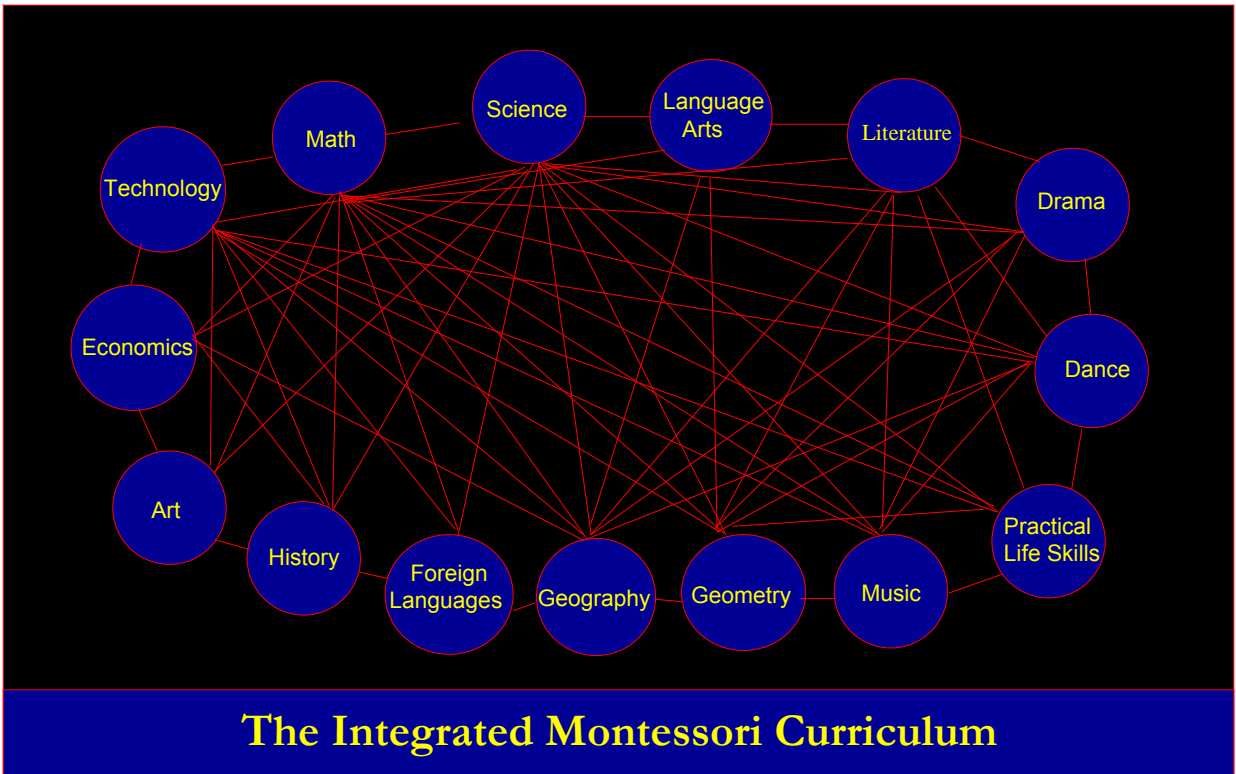 Science
Language
Arts
Literature
Math
Technology
Drama
Economics
Dance
Art
History
Foreign
Languages
Geography
Geometry
Music
Practical
Life Skills
The Integrated Montessori Curriculum